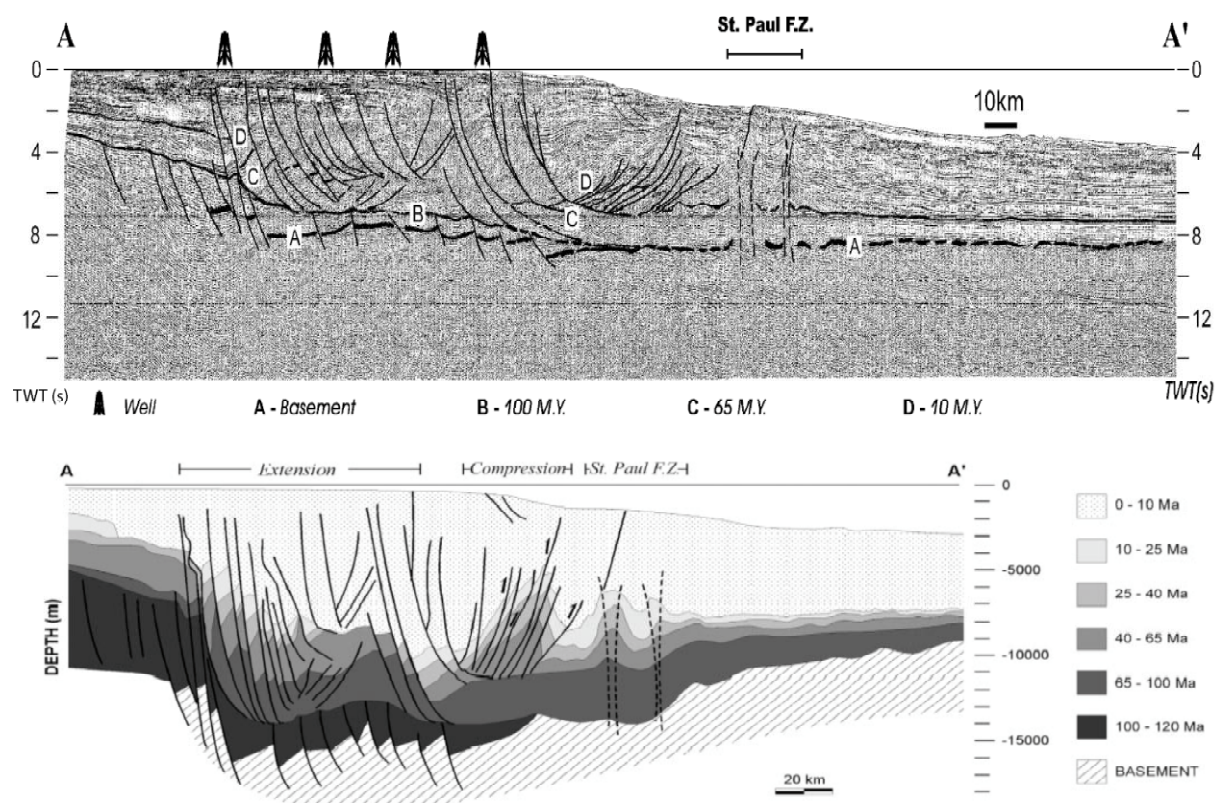 St. Paul F.Z.
A A'
0 0
10km
4 4
8 8
12 12
D
C
B
A
D
C
A
TWT (s) TWT(s)
Well A - Basement B - 100 M.Y. C - 65 M.Y. D - 10 M.Y.
A Extension Compression St. Paul F.Z. A'
0
-5000
-10000
-15000
DEPTH (m)
20 km
0 - 10 Ma
10 - 25 Ma
25 - 40 Ma
40 - 65 Ma
65 - 100 Ma
100 - 120 Ma
BASEMENT